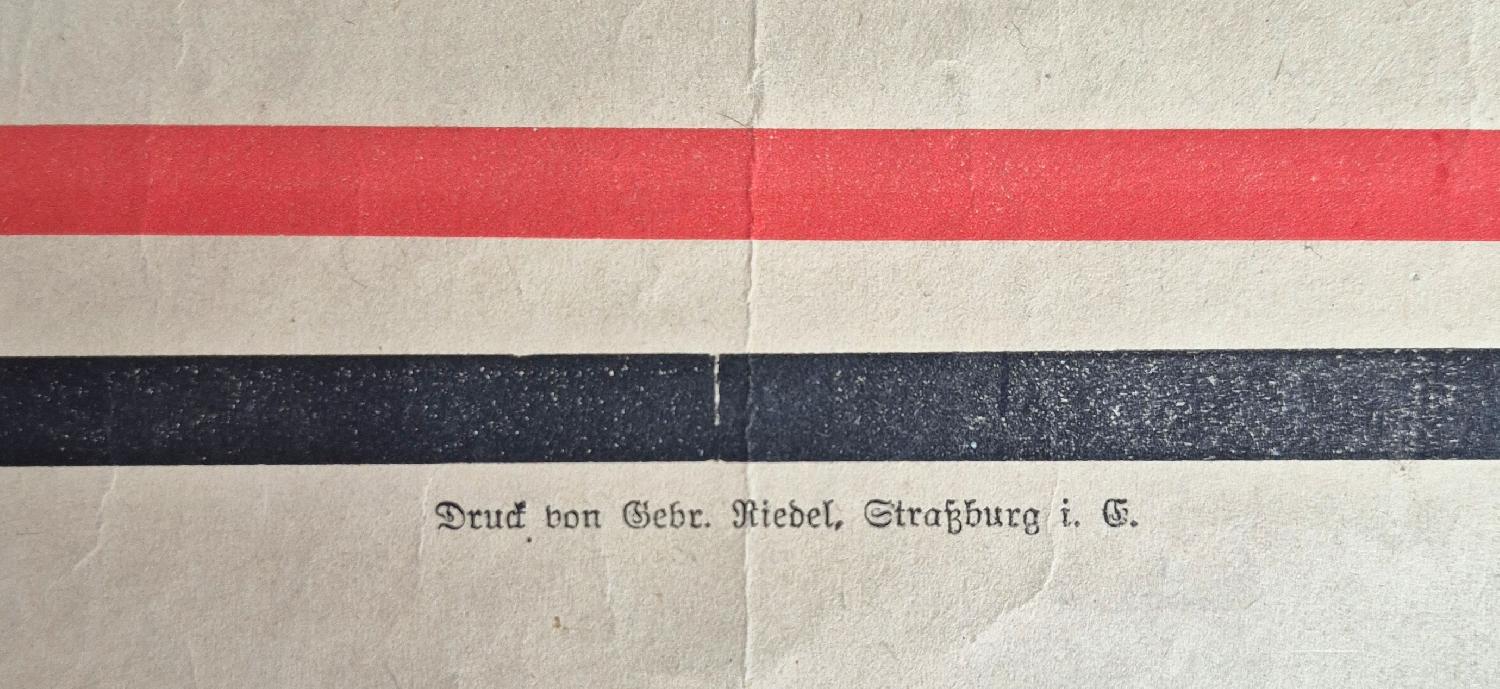 Druck von Gebr. Riedel, Straßburg i. E.